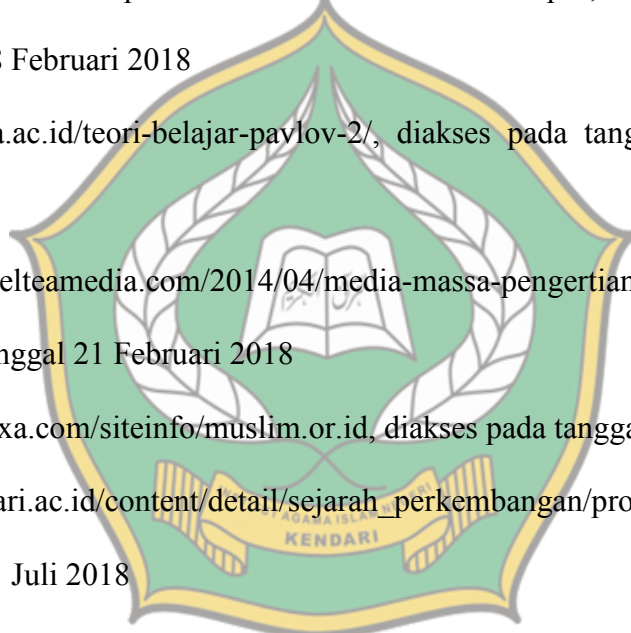 Februari 2018
a.ac.id/teori-belajar-pavlov-2/, diakses pada tang
elteamedia.com/2014/04/media-massa-pengertian
nggal 21 Februari 2018
xa.com/siteinfo/muslim.or.id, diakses pada tangga
ari.ac.id/content/detail/sejarah_perkembangan/pro
AGAMA ISLAM
KENDARI
Juli 2018